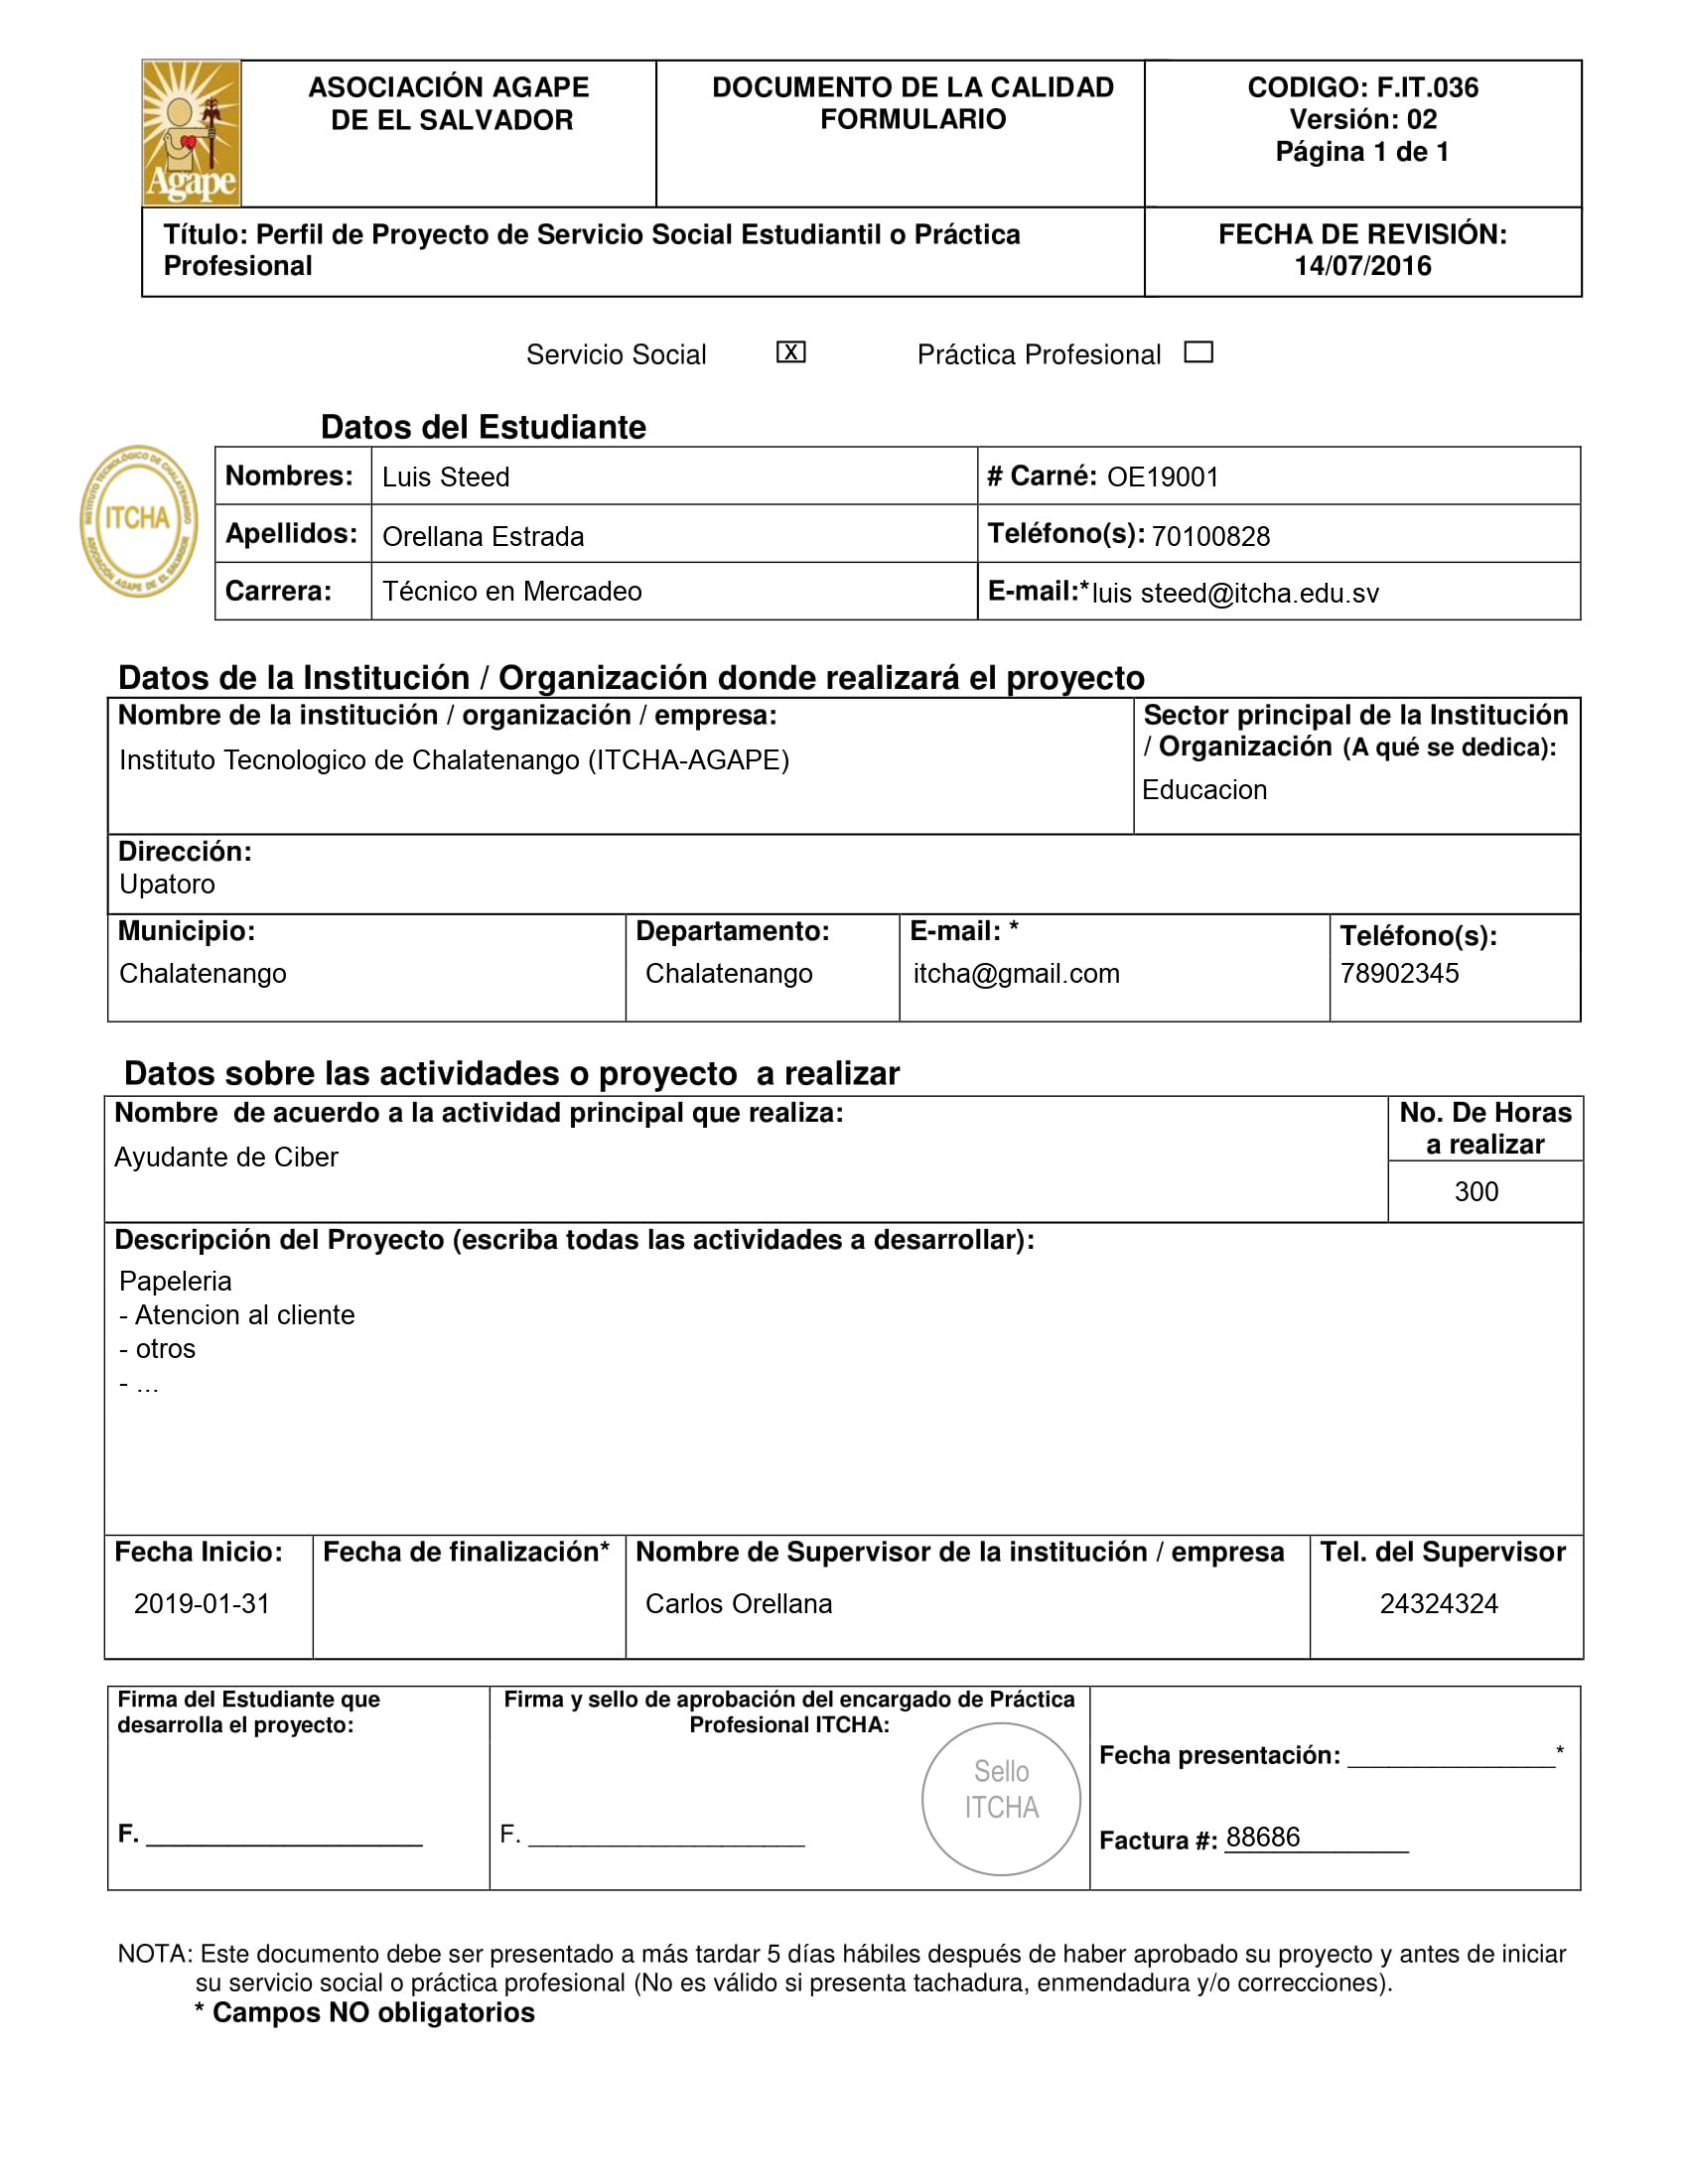 Agape
ASOCIACIÓN AGAPE
DE EL SALVADOR
DOCUMENTO DE LA CALIDAD
FORMULARIO
CODIGO: F.IT.036
Versión: 02
Página 1 de 1
Título: Perfil de Proyecto de Servicio Social Estudiantil o Práctica
Profesional
FECHA DE REVISIÓN:
14/07/2016
Servicio Social X Práctica Profesional
Datos del Estudiante
INSTITUTO TECNOLÓGICO DE CHALATENANGO
ITCHA
ASOCIACIÓN AGAPE DE EL SALVADOR
Nombres: Luis Steed # Carné: OE19001
Apellidos: Orellana Estrada Teléfono(s): 70100828
Carrera: Técnico en Mercadeo E-mail:*luis steed@itcha.edu.sv
Datos de la Institución / Organización donde realizará el proyecto
Nombre de la institución / organización / empresa:
Instituto Tecnologico de Chalatenango (ITCHA-AGAPE)
Sector principal de la Institución
/ Organización (A qué se dedica):
Educacion
Dirección:
Upatoro
Municipio:
Chalatenango
Departamento:
Chalatenango
E-mail: *
itcha@gmail.com
Teléfono(s):
78902345
Datos sobre las actividades o proyecto a realizar
Nombre de acuerdo a la actividad principal que realiza:
Ayudante de Ciber
No. De Horas
a realizar
300
Descripción del Proyecto (escriba todas las actividades a desarrollar):
Papeleria
- Atencion al cliente
- otros
- ...
Fecha Inicio:
2019-01-31
Fecha de finalización*
Nombre de Supervisor de la institución / empresa
Carlos Orellana
Tel. del Supervisor
24324324
Firma del Estudiante que
desarrolla el proyecto:
F. ____________________
Firma y sello de aprobación del encargado de Práctica
Profesional ITCHA:
F. ____________________
Sello
ITCHA
Fecha presentación: _______________*
Factura #: 88686
NOTA: Este documento debe ser presentado a más tardar 5 días hábiles después de haber aprobado su proyecto y antes de iniciar
su servicio social o práctica profesional (No es válido si presenta tachadura, enmendadura y/o correcciones).
* Campos NO obligatorios